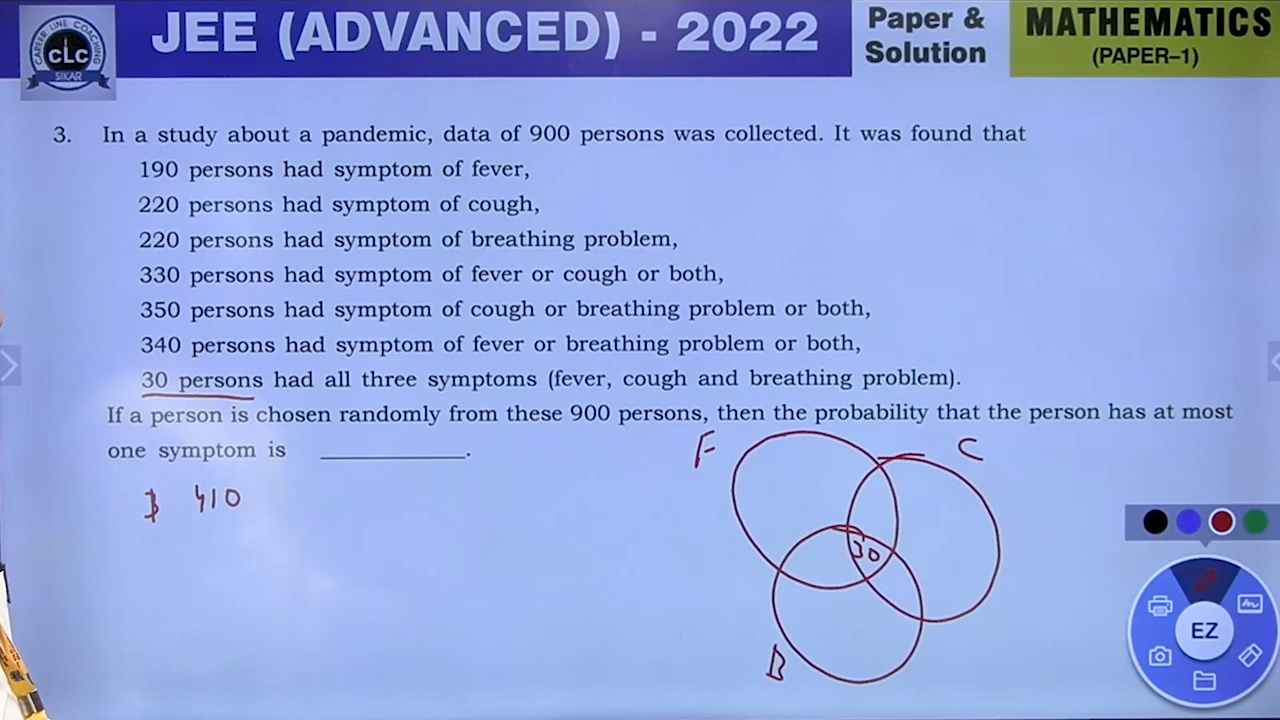 CAREER LINE COACHING
CLC
SIKAR
JEE (ADVANCED) - 2022
Paper &
Solution
MATHEMATICS
(PAPER–1)
3. In a study about a pandemic, data of 900 persons was collected. It was found that
190 persons had symptom of fever,
220 persons had symptom of cough,
220 persons had symptom of breathing problem,
330 persons had symptom of fever or cough or both,
350 persons had symptom of cough or breathing problem or both,
340 persons had symptom of fever or breathing problem or both,
30 persons had all three symptoms (fever, cough and breathing problem).
If a person is chosen randomly from these 900 persons, then the probability that the person has at most
one symptom is ____________.
F
C
410
30
B
EZ